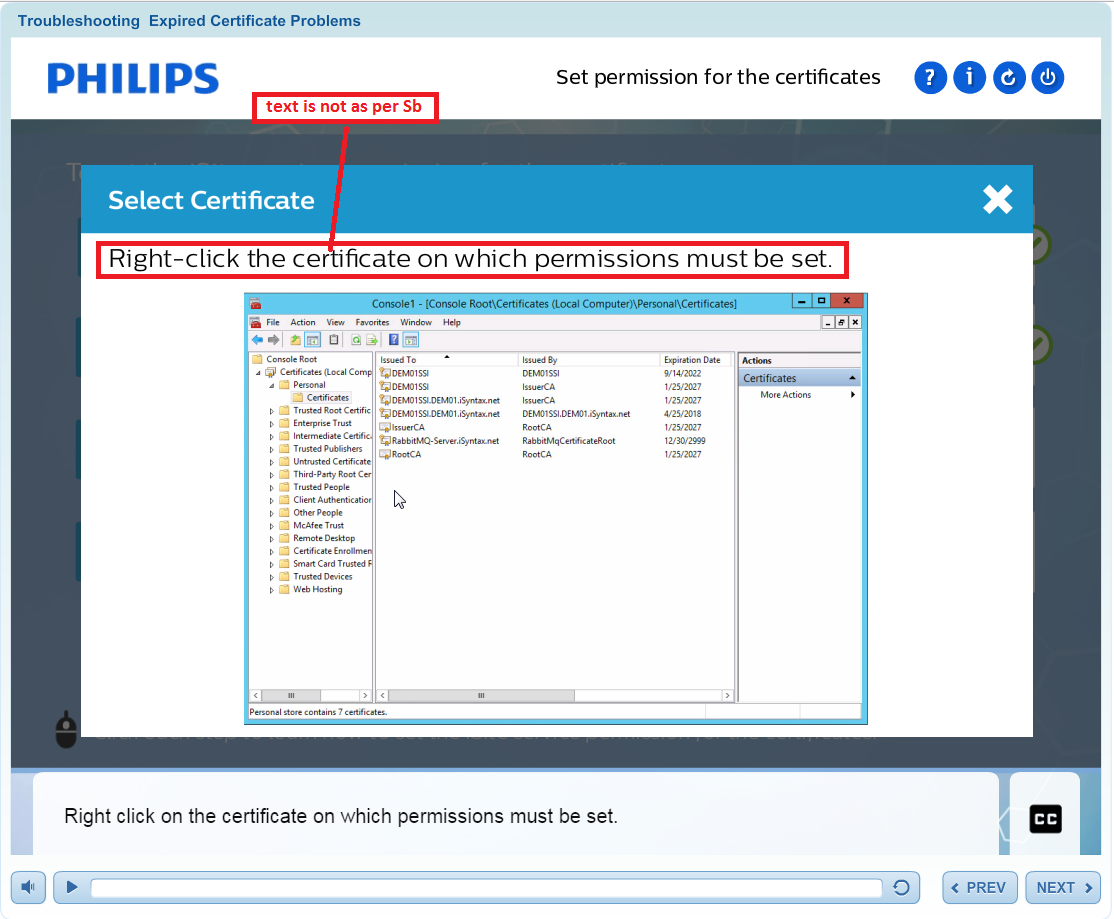 Troubleshooting Expired Certificate Problems
PHILIPS
Set permission for the certificates
text is not as per Sb
Select Certificate
Right-click the certificate on which permissions must be set.
Console1 - [Console Root\Certificates (Local Computer)\Personal\Certificates]
File Action View Favorites Window Help
Console Root
Certificates (Local Comp
Personal
Certificates
Trusted Root Certific
Enterprise Trust
Intermediate Certific
Trusted Publishers
Untrusted Certificate
Third-Party Root Cer
Trusted People
Client Authentication
Other People
McAfee Trust
Remote Desktop
Certificate Enrollmen
Smart Card Trusted R
Trusted Devices
Web Hosting
Issued To Issued By Expiration Date
DEM01SSI DEM01SSI 9/14/2022
DEM01SSI IssuerCA 1/25/2027
DEM01SSI.DEM01.iSyntax.net IssuerCA 1/25/2027
DEM01SSI.DEM01.iSyntax.net DEM01SSI.DEM01.iSyntax.net 4/25/2018
IssuerCA RootCA 1/25/2027
RabbitMQ-Server.iSyntax.net RabbitMqCertificateRoot 12/30/2999
RootCA RootCA 1/25/2027
Actions
Certificates
More Actions
Personal store contains 7 certificates.
Right click on the certificate on which permissions must be set.
CC
PREV
NEXT